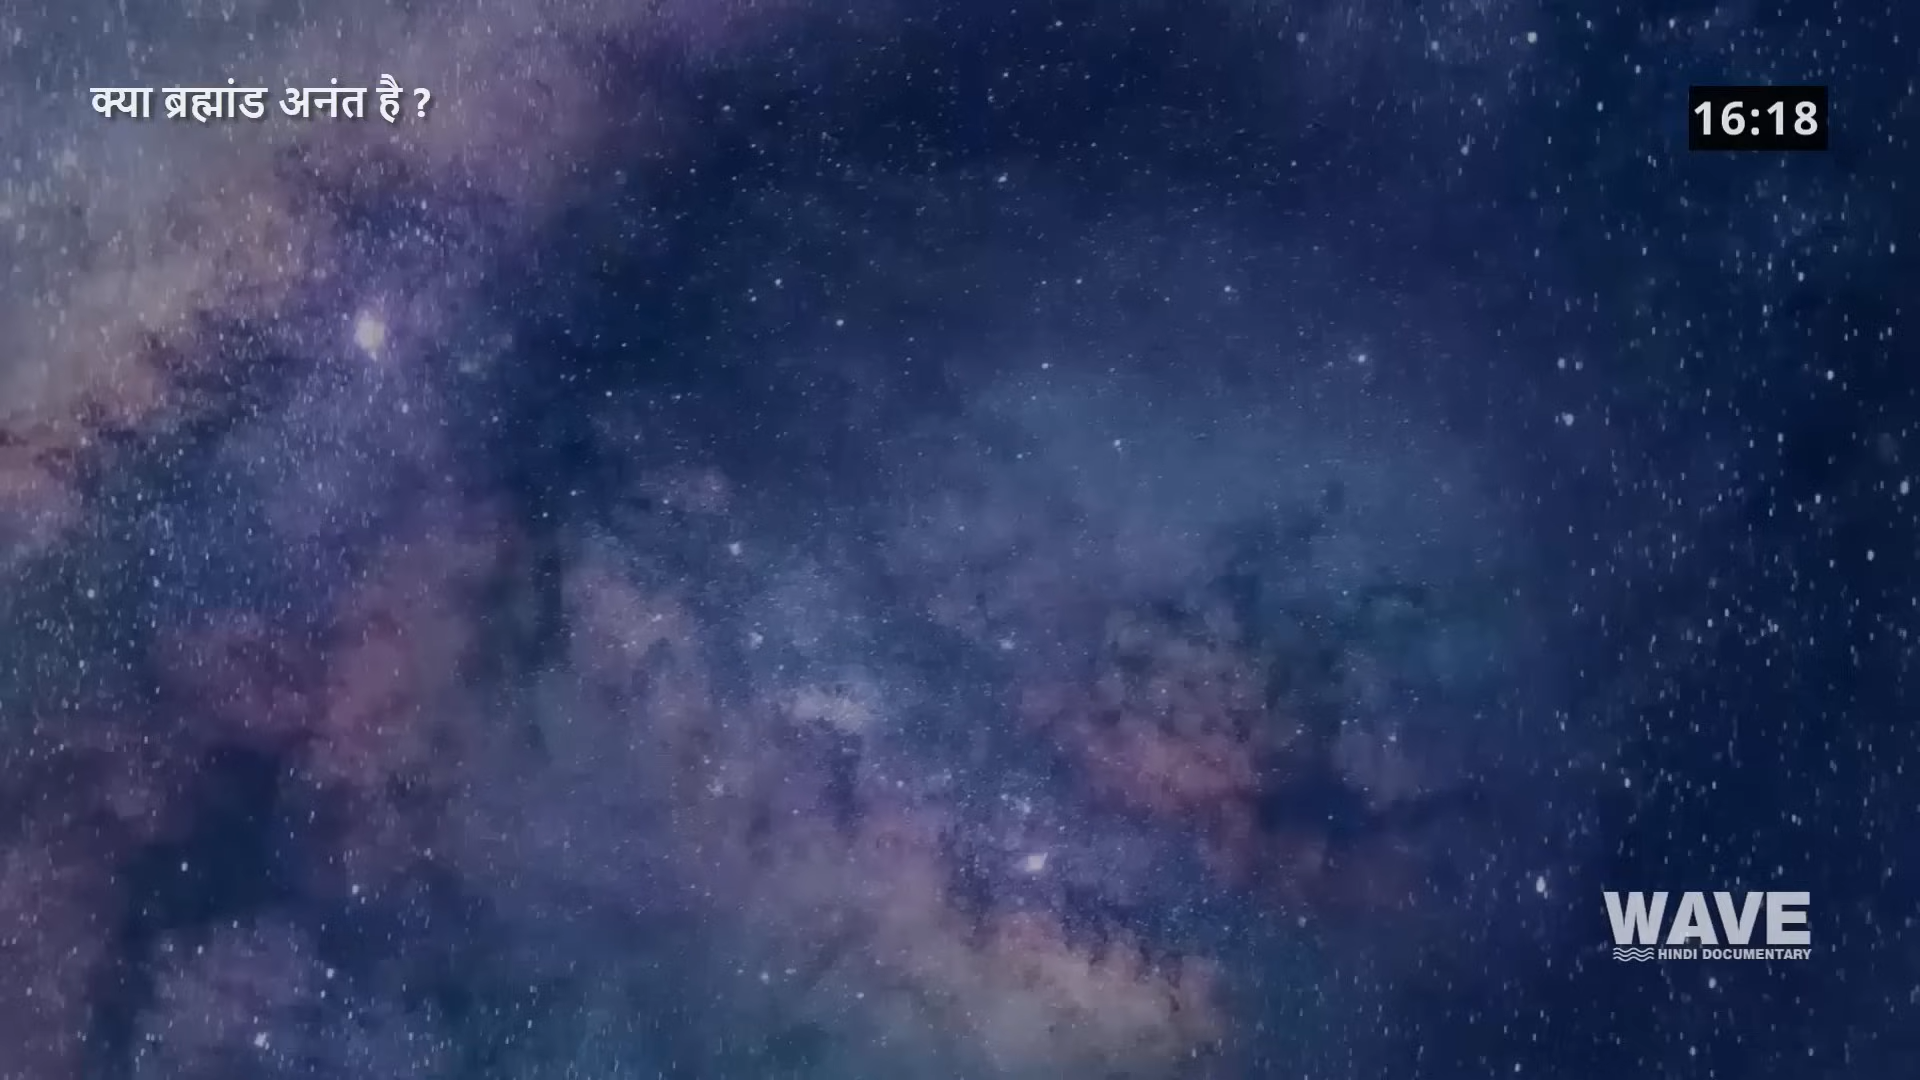 क्या ब्रह्मांड अनंत है ?
16:18
WAVE
HINDI DOCUMENTARY